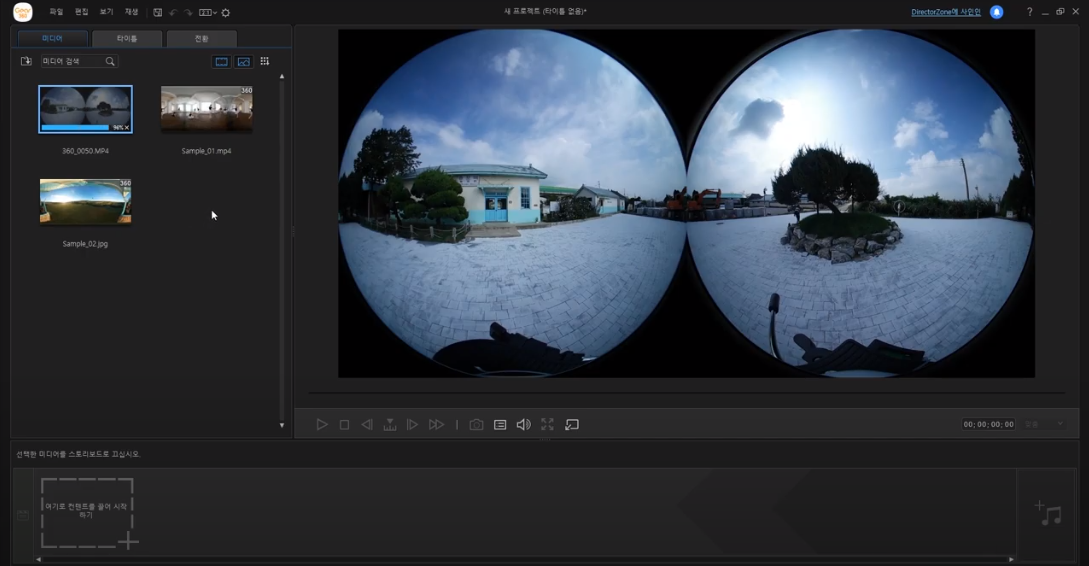 Gear
360
파일 편집 보기 재생
새 프로젝트 (타이틀 없음)*
DirectorZone에 사인인
?
미디어 타이틀 전환
미디어 검색
96%
360
360_0050.MP4
Sample_01.mp4
360
Sample_02.jpg
00;00;00;00
선택한 미디어를 스토리보드로 끄십시오.
여기로 컨텐트를 끌어 시작
하기